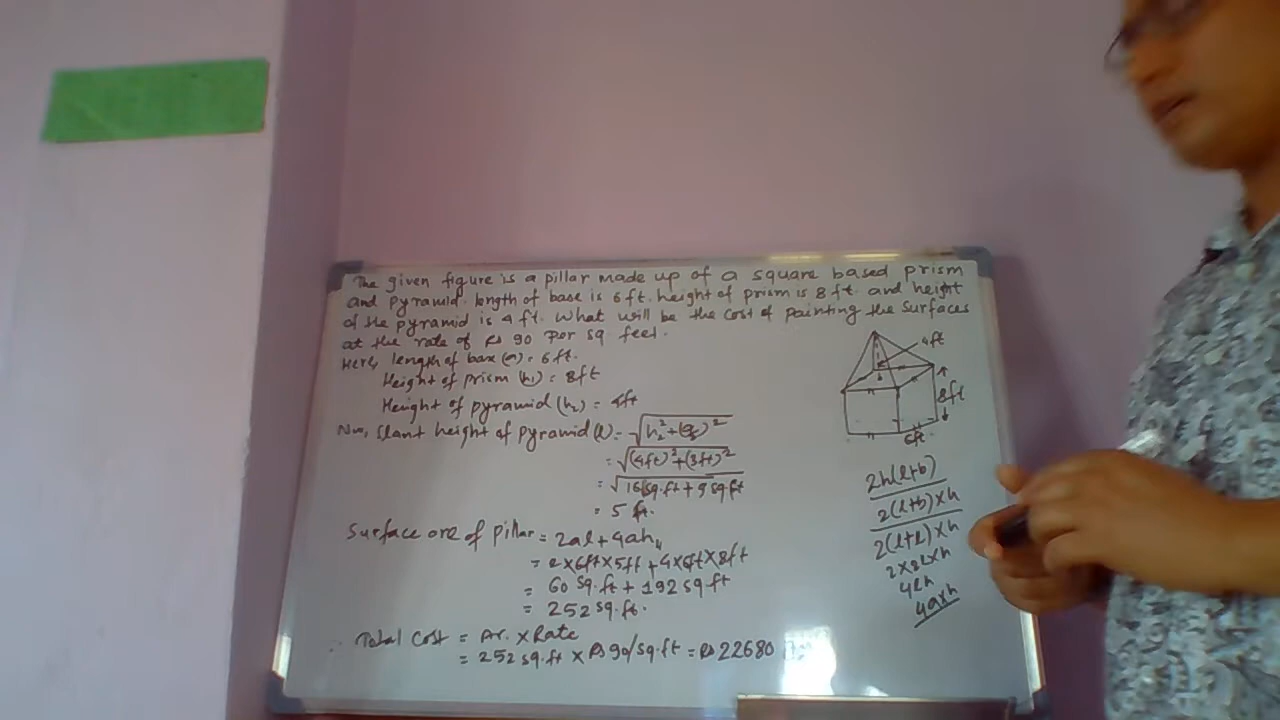 The given figure is a pillar made up of a square based prism
and pyramid. length of base is 6 ft. height of prism is 8 ft. and height
of the pyramid is 4 ft. What will be the cost of painting the surfaces
at the rate of Rs 90 per sq feet.
Here, length of base (a) = 6 ft.
Height of prism (h₁) = 8ft
Height of pyramid (h₂) = 4ft
Now, Slant height of pyramid (l) = √h₂² + (a/2)²
= √(4ft)² + (3ft)²
= √16 sq.ft + 9 sq ft
= 5 ft.
Surface are of pillar = 2al + 4ah₁
= 2×6ft×5ft + 4×6ft×8ft
= 60 sq.ft + 192 sq ft
= 252 sq.ft.
∴ Total Cost = Ar. × Rate
= 252 sq.ft × Rs 90/sq.ft = Rs 22680
4ft
8ft
6ft.
2h(l+b)
2(l+b)×h
2(l+l)×h
2×2l×h
4lh
4a×h